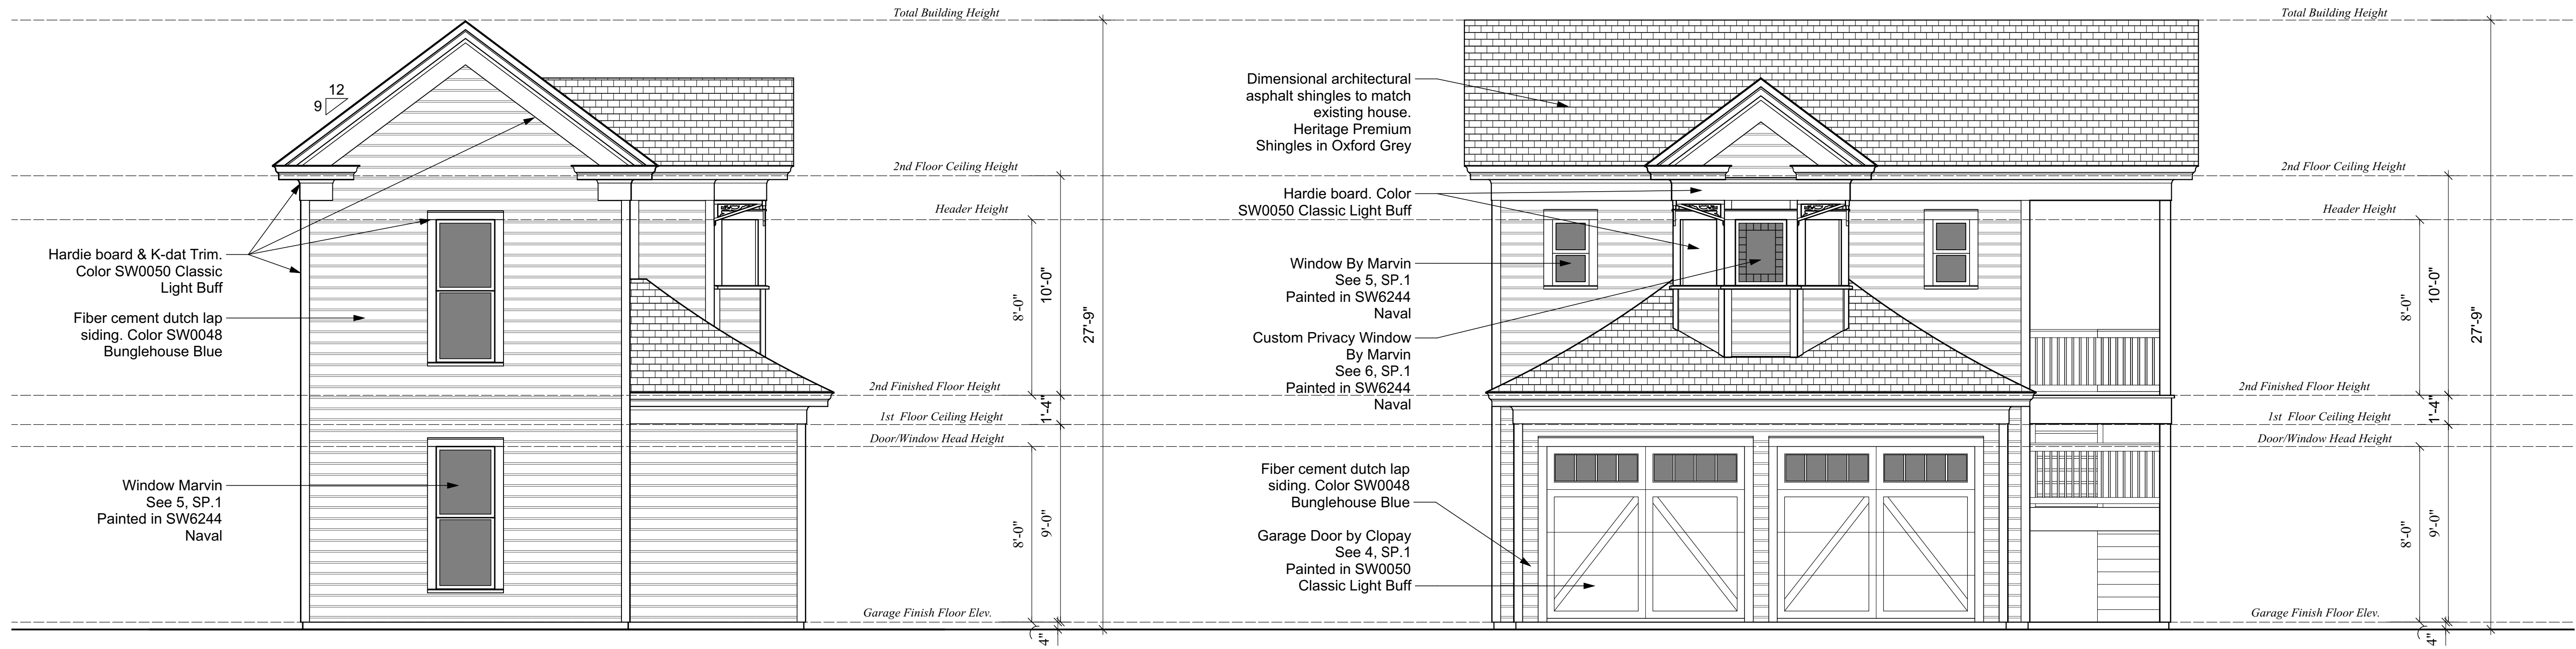 Total Building Height
12
9
2nd Floor Ceiling Height
Header Height
Hardie board & K-dat Trim.
Color SW0050 Classic
Light Buff
Fiber cement dutch lap
siding. Color SW0048
Bunglehouse Blue
8'-0"
10'-0"
27'-9"
2nd Finished Floor Height
1'-4"
1st Floor Ceiling Height
Door/Window Head Height
Window Marvin
See 5, SP.1
Painted in SW6244
Naval
8'-0"
9'-0"
Garage Finish Floor Elev.
4"
Total Building Height
Dimensional architectural
asphalt shingles to match
existing house.
Heritage Premium
Shingles in Oxford Grey
2nd Floor Ceiling Height
Hardie board. Color
SW0050 Classic Light Buff
Header Height
Window By Marvin
See 5, SP.1
Painted in SW6244
Naval
Custom Privacy Window
By Marvin
See 6, SP.1
Painted in SW6244
Naval
8'-0"
10'-0"
27'-9"
2nd Finished Floor Height
1'-4"
1st Floor Ceiling Height
Door/Window Head Height
Fiber cement dutch lap
siding. Color SW0048
Bunglehouse Blue
Garage Door by Clopay
See 4, SP.1
Painted in SW0050
Classic Light Buff
8'-0"
9'-0"
Garage Finish Floor Elev.
4"